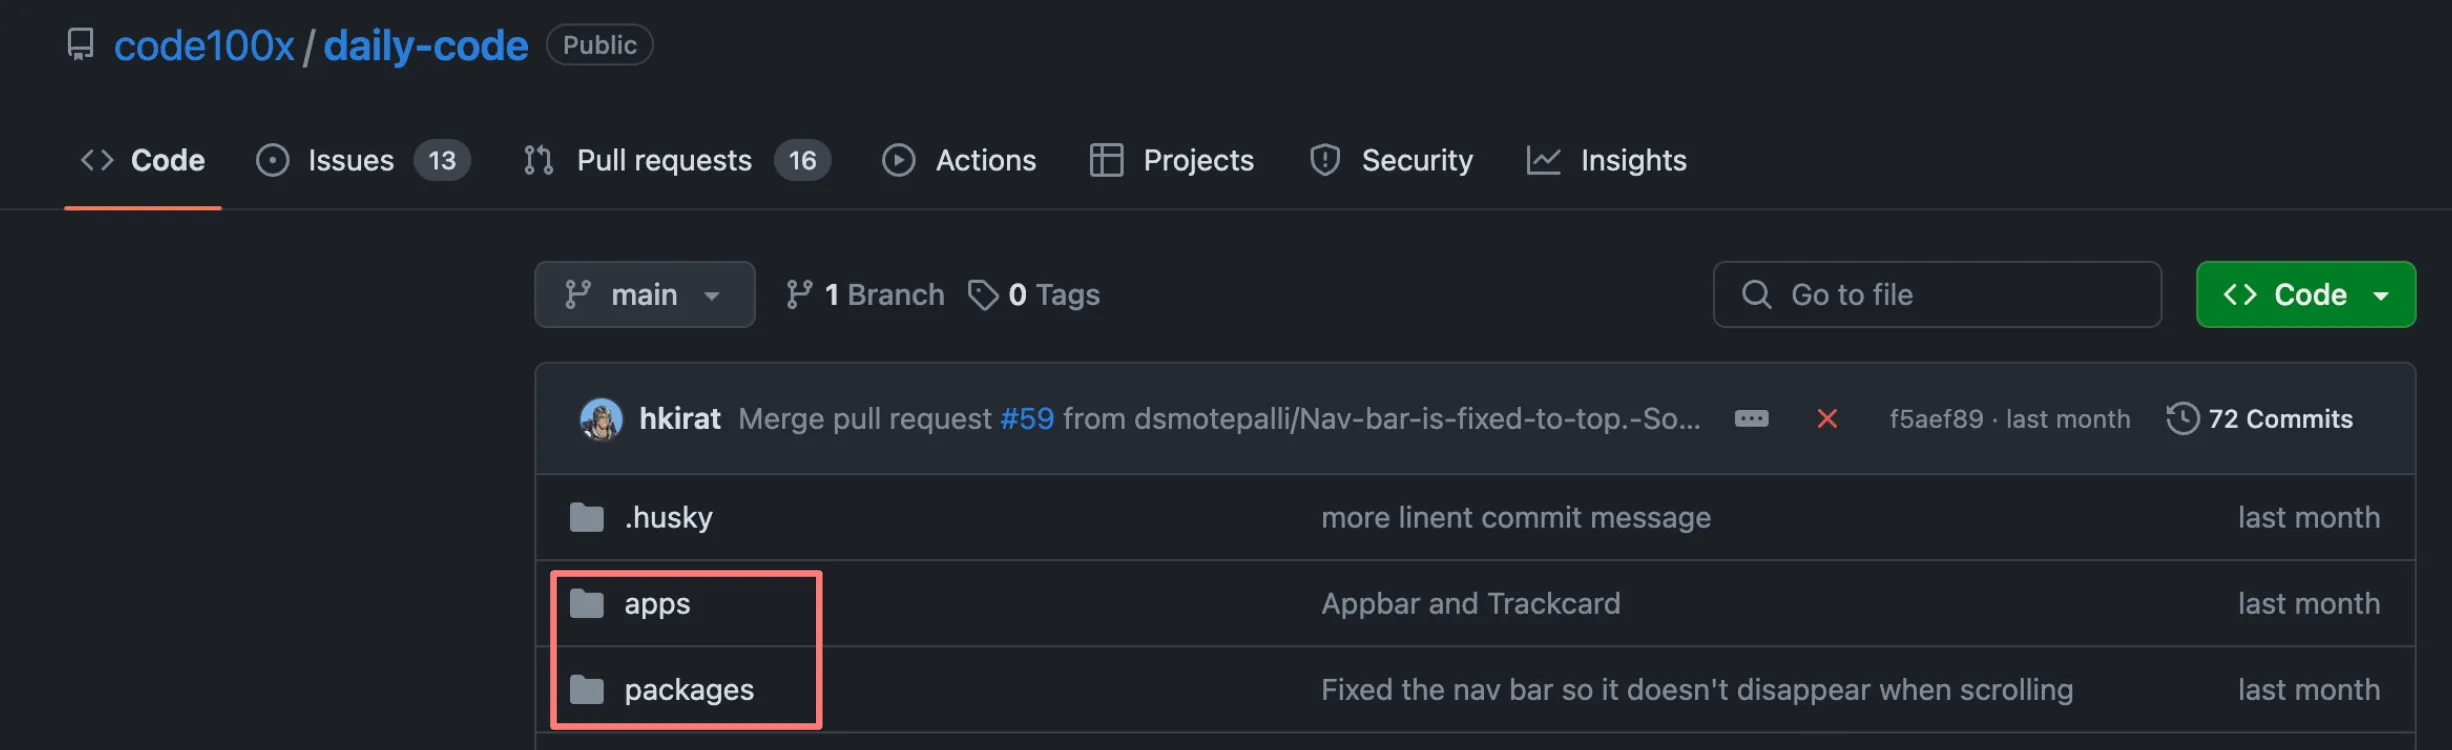 code100x / daily-code Public
Code Issues 13 Pull requests 16 Actions Projects Security Insights
main 1 Branch 0 Tags Go to file Code
hkirat Merge pull request #59 from dsmotepalli/Nav-bar-is-fixed-to-top.-So... f5aef89 · last month 72 Commits
.husky more linent commit message last month
apps Appbar and Trackcard last month
packages Fixed the nav bar so it doesn't disappear when scrolling last month